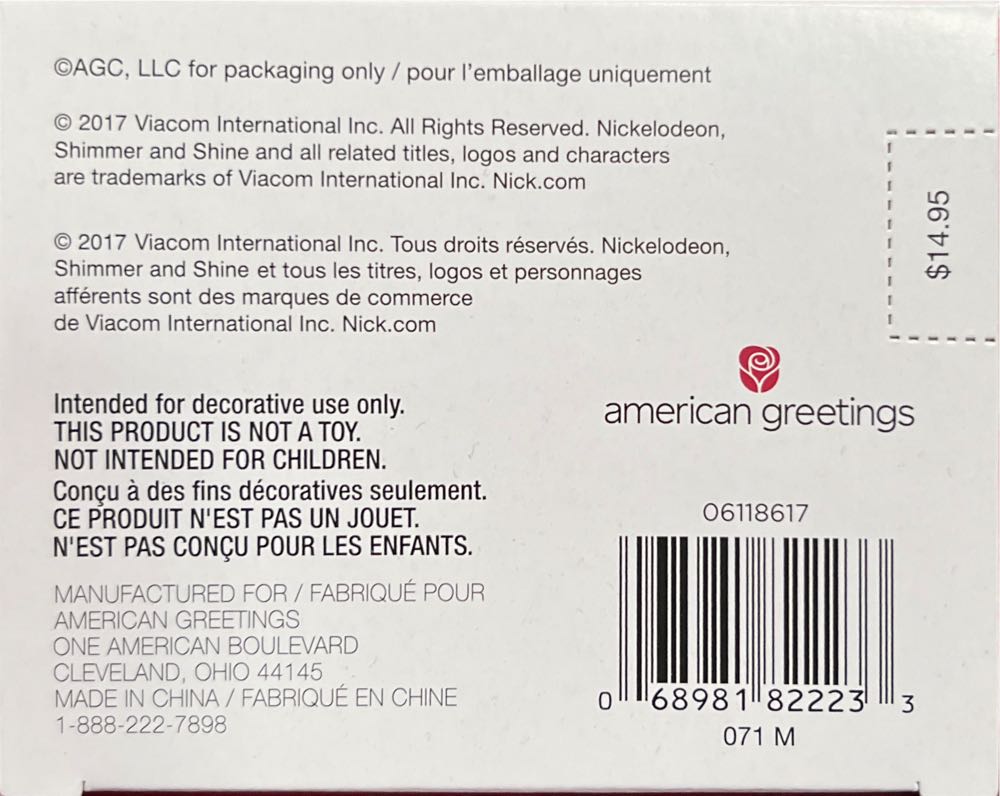 ©AGC, LLC for packaging only / pour l'emballage uniquement
© 2017 Viacom International Inc. All Rights Reserved. Nickelodeon,
Shimmer and Shine and all related titles, logos and characters
are trademarks of Viacom International Inc. Nick.com
© 2017 Viacom International Inc. Tous droits réservés. Nickelodeon,
Shimmer and Shine et tous les titres, logos et personnages
afférents sont des marques de commerce
de Viacom International Inc. Nick.com
$14.95
Intended for decorative use only.
THIS PRODUCT IS NOT A TOY.
NOT INTENDED FOR CHILDREN.
Conçu à des fins décoratives seulement.
CE PRODUIT N'EST PAS UN JOUET.
N'EST PAS CONÇU POUR LES ENFANTS.
MANUFACTURED FOR / FABRIQUÉ POUR
AMERICAN GREETINGS
ONE AMERICAN BOULEVARD
CLEVELAND, OHIO 44145
MADE IN CHINA / FABRIQUÉ EN CHINE
1-888-222-7898
american greetings
06118617
0 68981 82223 3
071 M